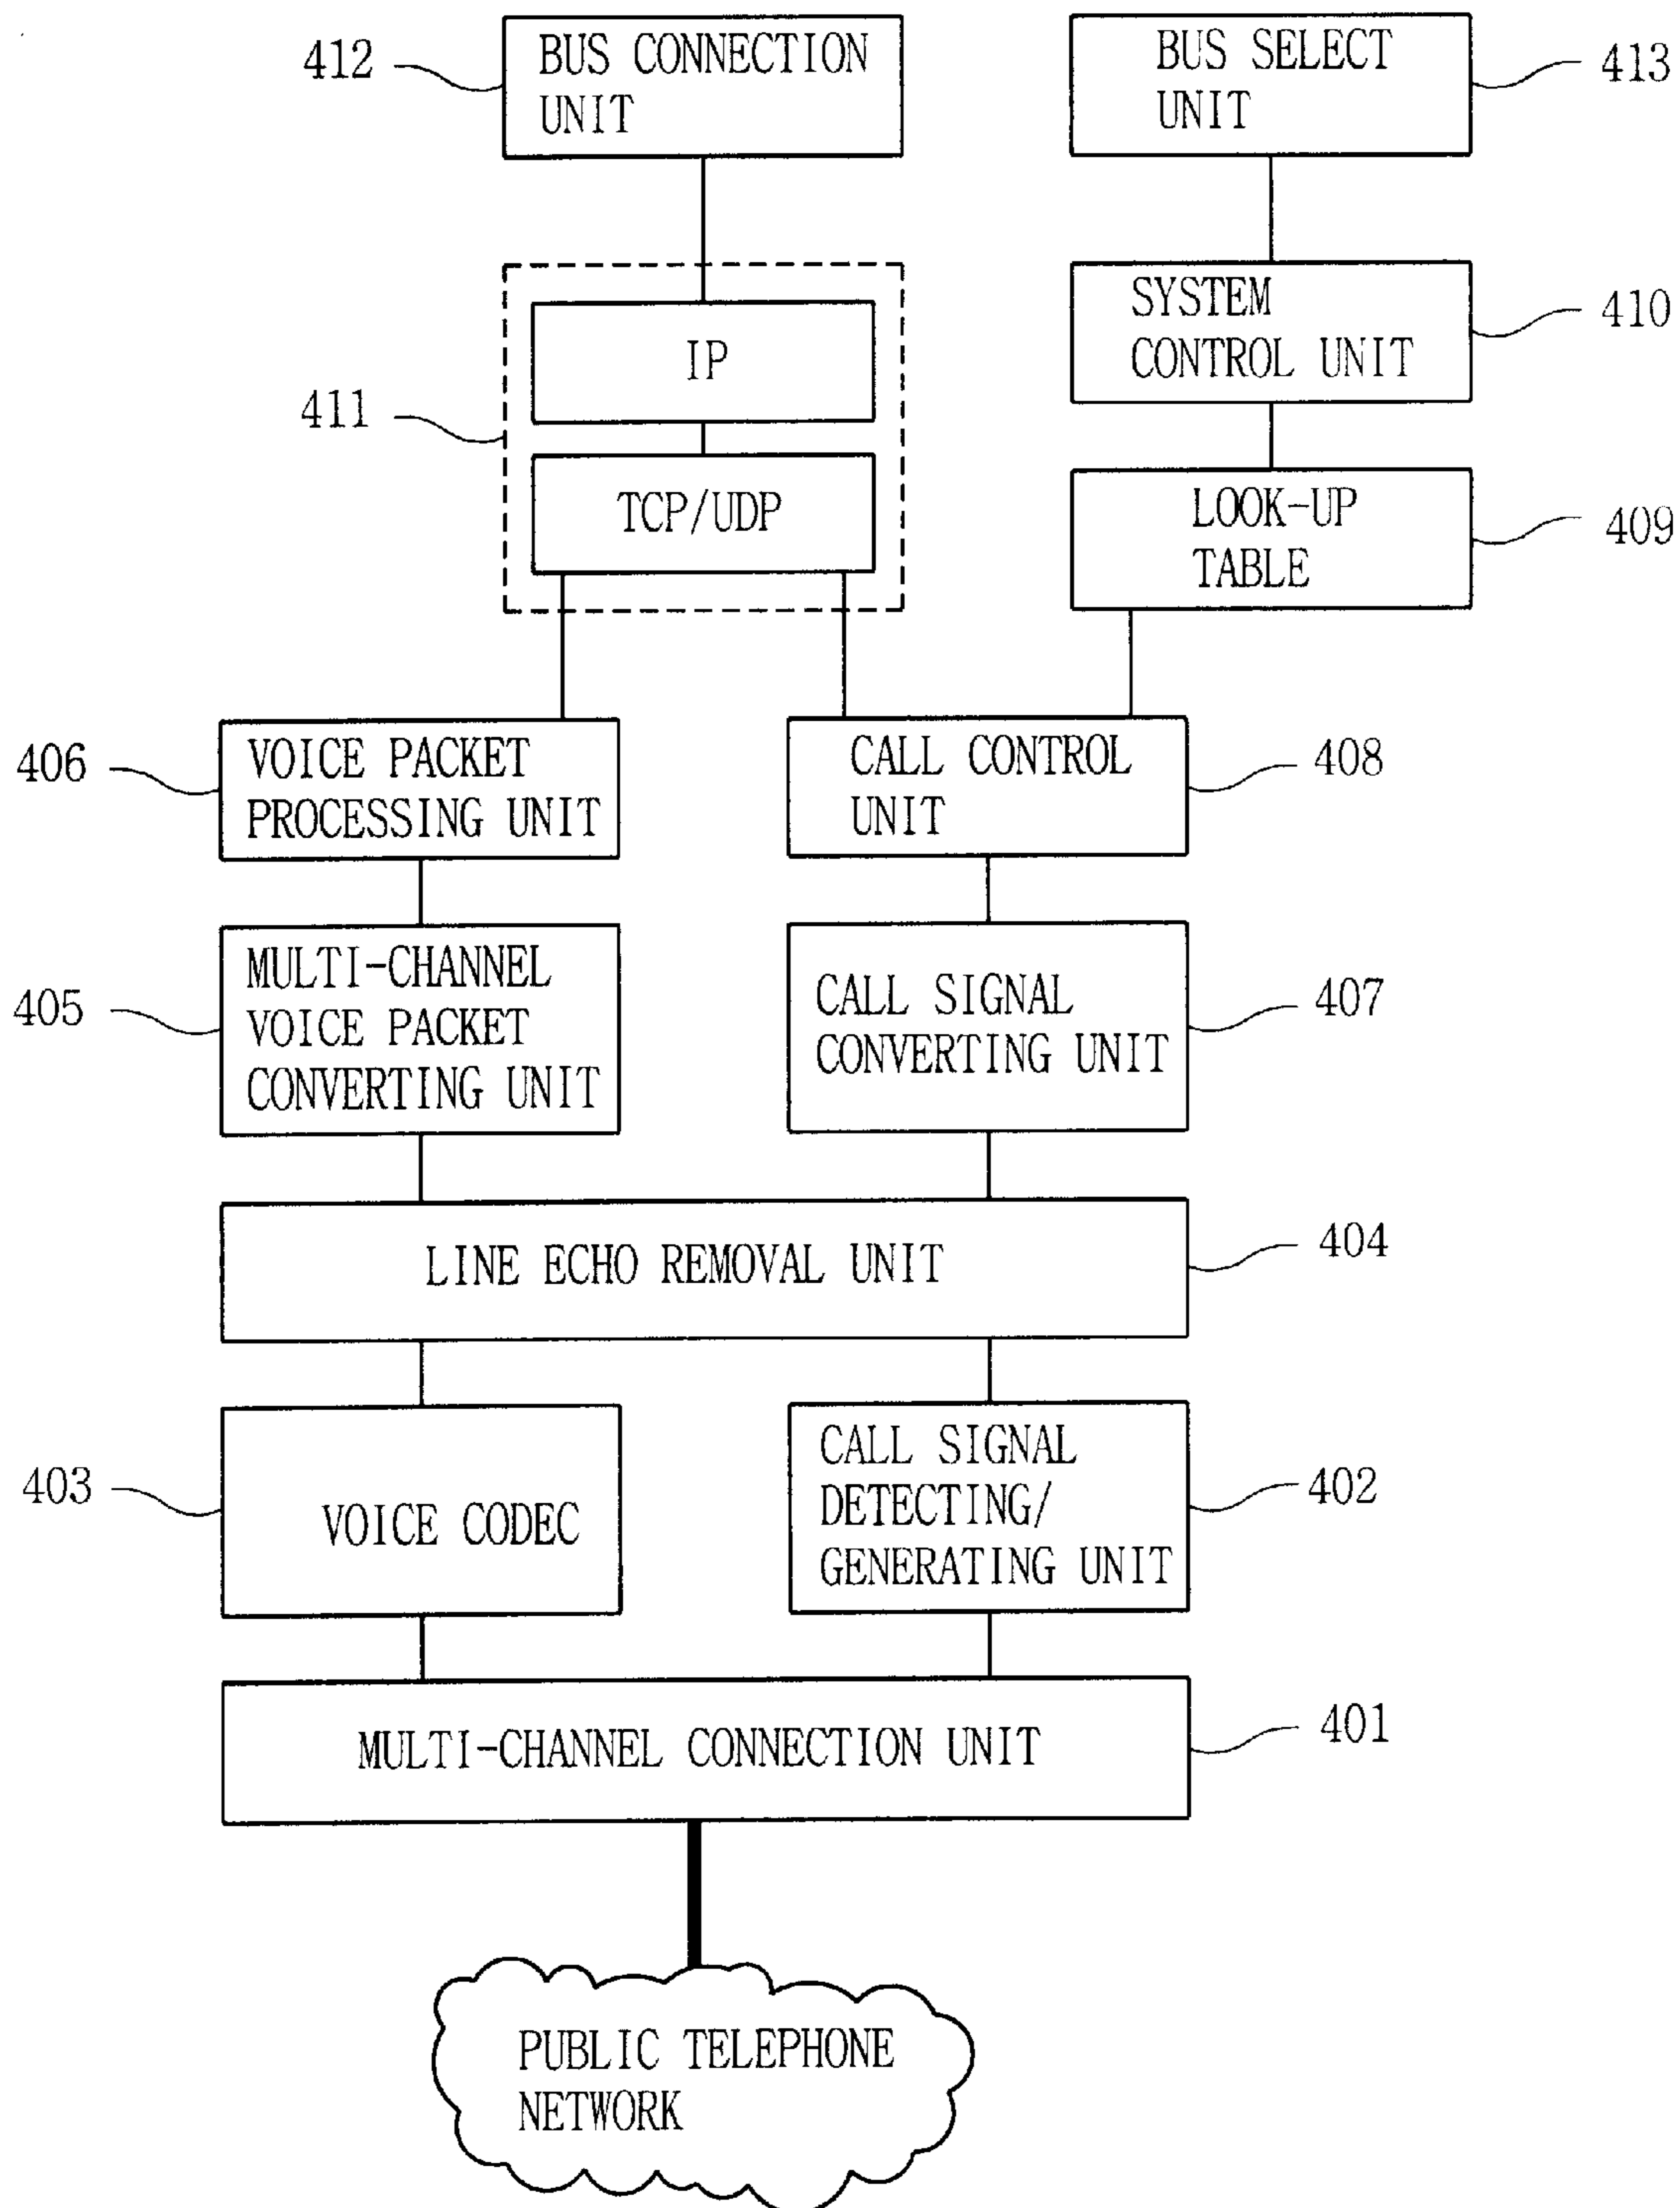 412
BUS CONNECTION
UNIT
BUS SELECT
UNIT
413
IP
SYSTEM
CONTROL UNIT
410
411
TCP/UDP
LOOK-UP
TABLE
409
406
VOICE PACKET
PROCESSING UNIT
CALL CONTROL
UNIT
408
405
MULTI-CHANNEL
VOICE PACKET
CONVERTING UNIT
CALL SIGNAL
CONVERTING UNIT
407
LINE ECHO REMOVAL UNIT
404
403
VOICE CODEC
CALL SIGNAL
DETECTING/
GENERATING UNIT
402
MULTI-CHANNEL CONNECTION UNIT
401
PUBLIC TELEPHONE
NETWORK